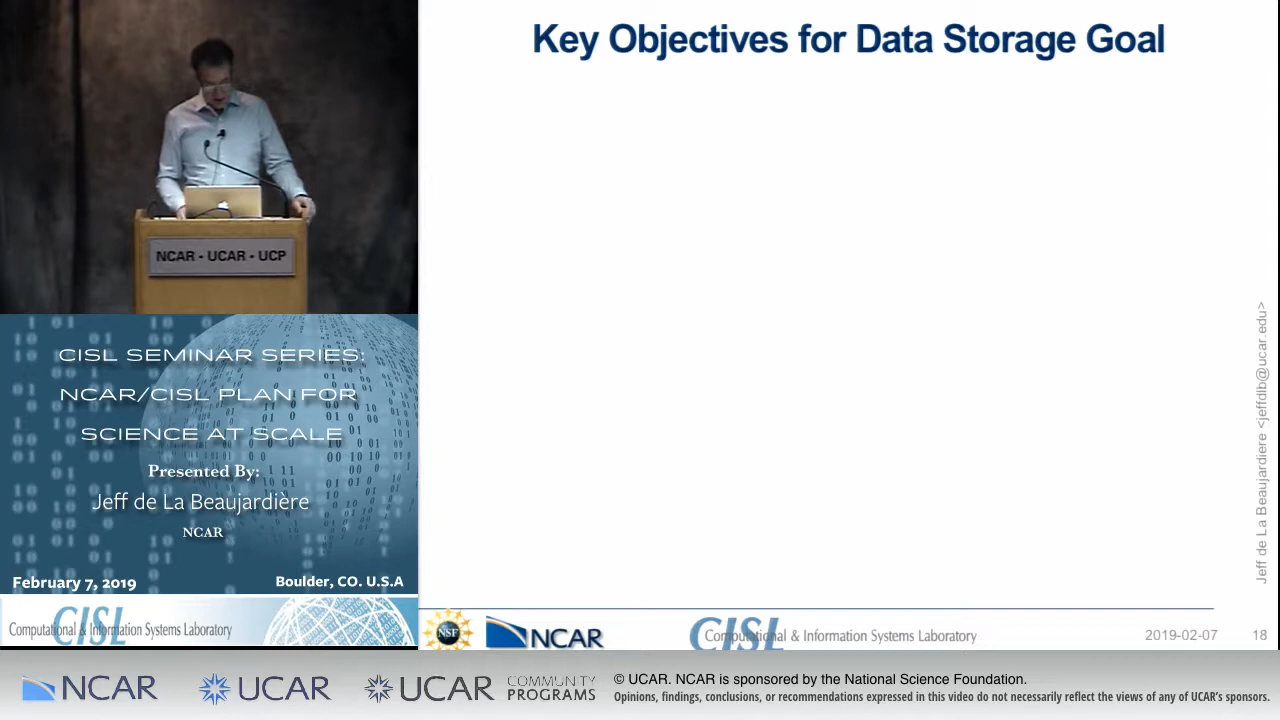 Key Objectives for Data Storage Goal
NCAR - UCAR - UCP
CISL SEMINAR SERIES:
NCAR/CISL PLAN FOR
SCIENCE AT SCALE
Presented By:
Jeff de La Beaujardière
NCAR
February 7, 2019
Boulder, CO. U.S.A
CISL
Computational & Information Systems Laboratory
Jeff de La Beaujardiere <jeffdlb@ucar.edu>
NSF
NCAR
CISL
Computational & Information Systems Laboratory
2019-02-07
18
NCAR
UCAR
UCAR
COMMUNITY
PROGRAMS
© UCAR. NCAR is sponsored by the National Science Foundation.
Opinions, findings, conclusions, or recommendations expressed in this video do not necessarily reflect the views of any of UCAR's sponsors.